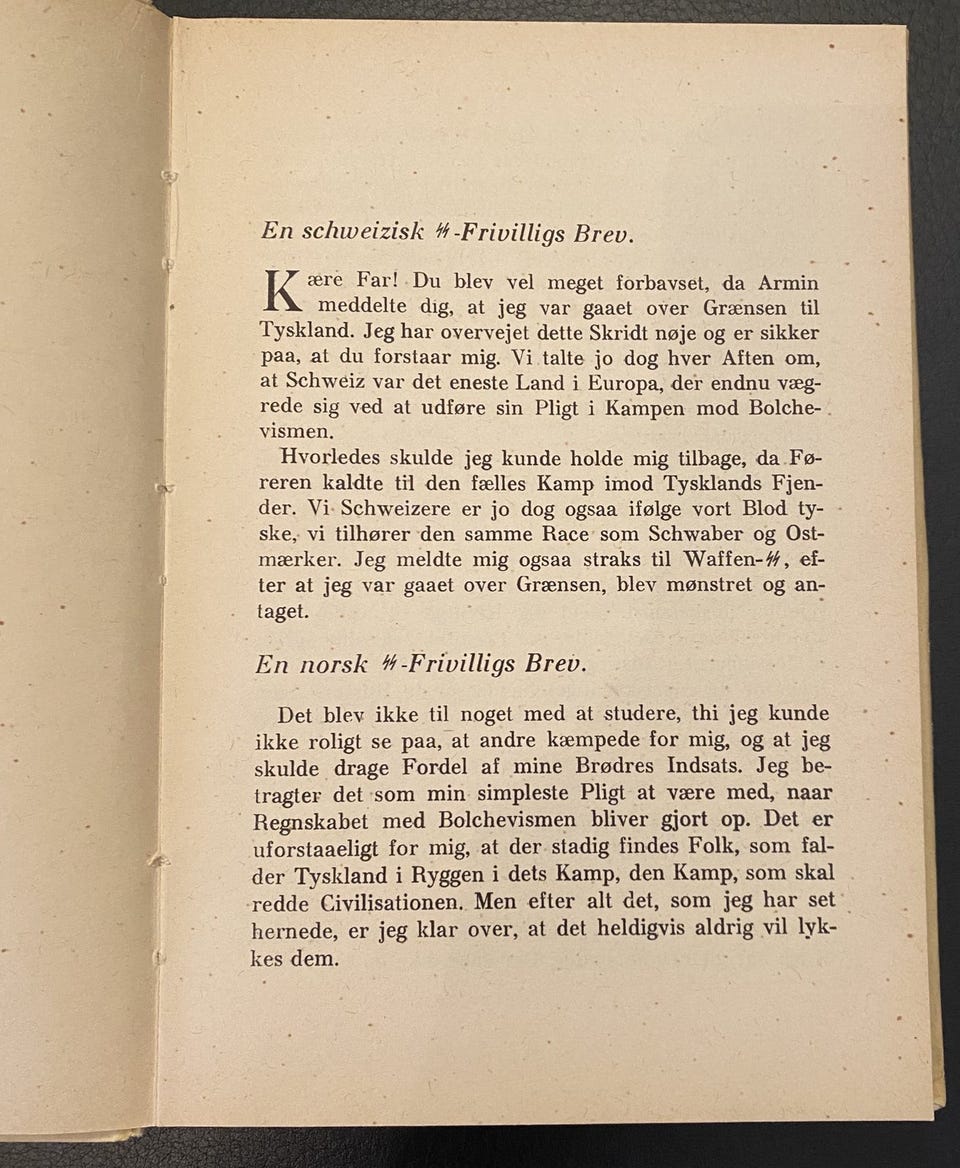 En schweizisk ᛋᛋ-Frivilligs Brev.
Kære Far! Du blev vel meget forbavset, da Armin
meddelte dig, at jeg var gaaet over Grænsen til
Tyskland. Jeg har overvejet dette Skridt nøje og er sikker
paa, at du forstaar mig. Vi talte jo dog hver Aften om,
at Schweiz var det eneste Land i Europa, der endnu væg-
rede sig ved at udføre sin Pligt i Kampen mod Bolche-
vismen.
Hvorledes skulde jeg kunde holde mig tilbage, da Fø-
reren kaldte til den fælles Kamp imod Tysklands Fjen-
der. Vi Schweizere er jo dog ogsaa ifølge vort Blod ty-
ske, vi tilhører den samme Race som Schwaber og Ost-
mærker. Jeg meldte mig ogsaa straks til Waffen-ᛋᛋ, ef-
ter at jeg var gaaet over Grænsen, blev mønstret og an-
taget.
En norsk ᛋᛋ-Frivilligs Brev.
Det blev ikke til noget med at studere, thi jeg kunde
ikke roligt se paa, at andre kæmpede for mig, og at jeg
skulde drage Fordel af mine Brødres Indsats. Jeg be-
tragter det som min simpleste Pligt at være med, naar
Regnskabet med Bolchevismen bliver gjort op. Det er
uforstaaeligt for mig, at der stadig findes Folk, som fal-
der Tyskland i Ryggen i dets Kamp, den Kamp, som skal
redde Civilisationen. Men efter alt det, som jeg har set
hernede, er jeg klar over, at det heldigvis aldrig vil lyk-
kes dem.